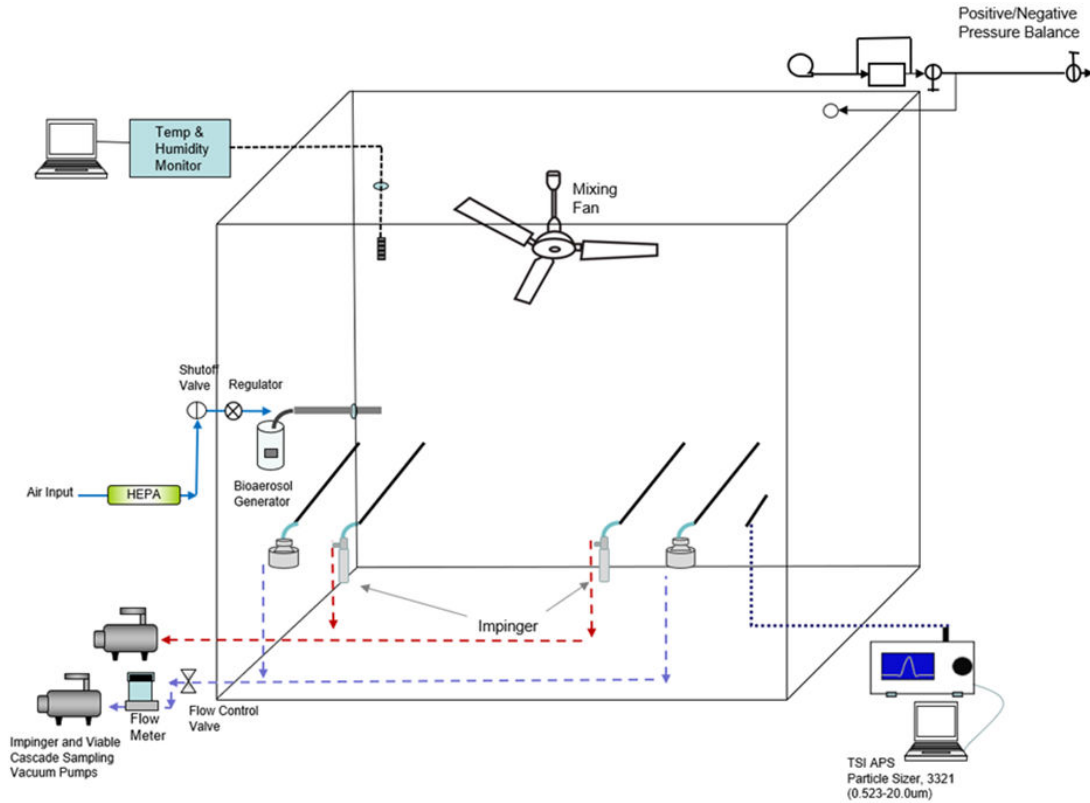 Positive/Negative
Pressure Balance
Temp &
Humidity
Monitor
Mixing
Fan
Shutoff
Valve
Regulator
Air Input
HEPA
Bioaerosol
Generator
Impinger
Flow Control
Valve
Flow
Meter
Impinger and Viable
Cascade Sampling
Vacuum Pumps
TSI APS
Particle Sizer, 3321
(0.523-20.0um)